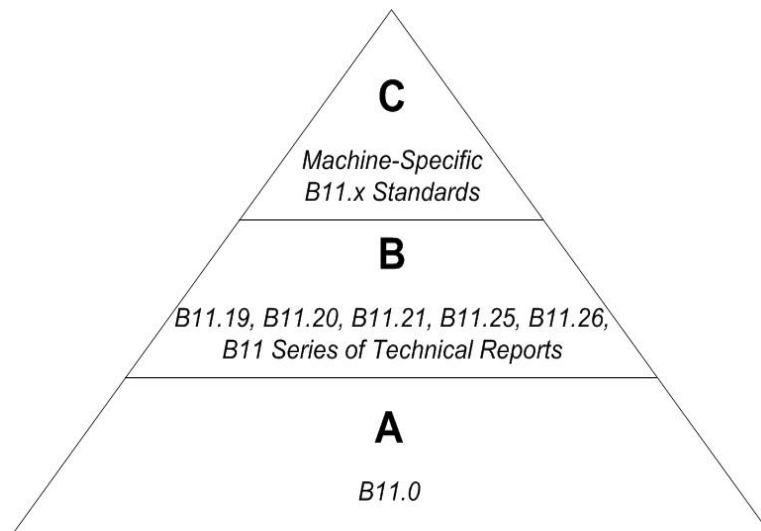 C
Machine-Specific
B11.x Standards
B
B11.19, B11.20, B11.21, B11.25, B11.26,
B11 Series of Technical Reports
A
B11.0